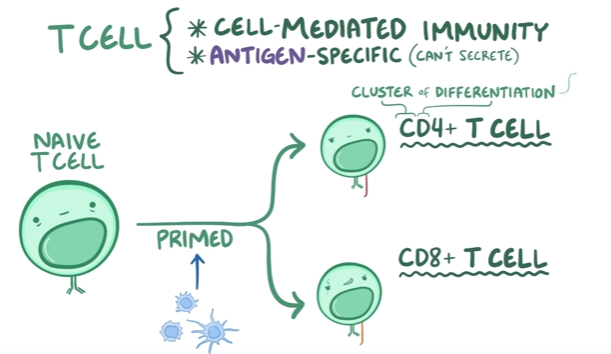 T CELL
* CELL-MEDIATED IMMUNITY
* ANTIGEN-SPECIFIC (CAN'T SECRETE)
CLUSTER of DIFFERENTIATION
CD4+ T CELL
NAIVE
T CELL
PRIMED
CD8+ T CELL